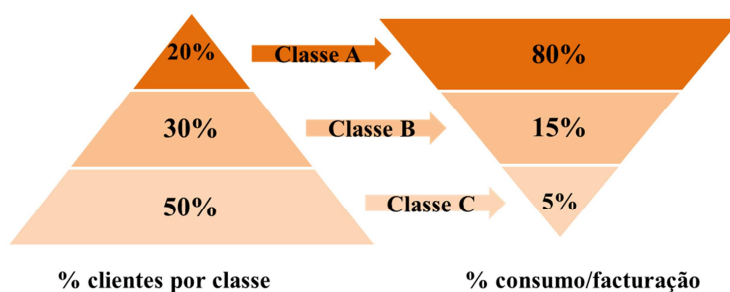 20% Classe A 80%
30% Classe B 15%
50% Classe C 5%
% clientes por classe % consumo/facturação